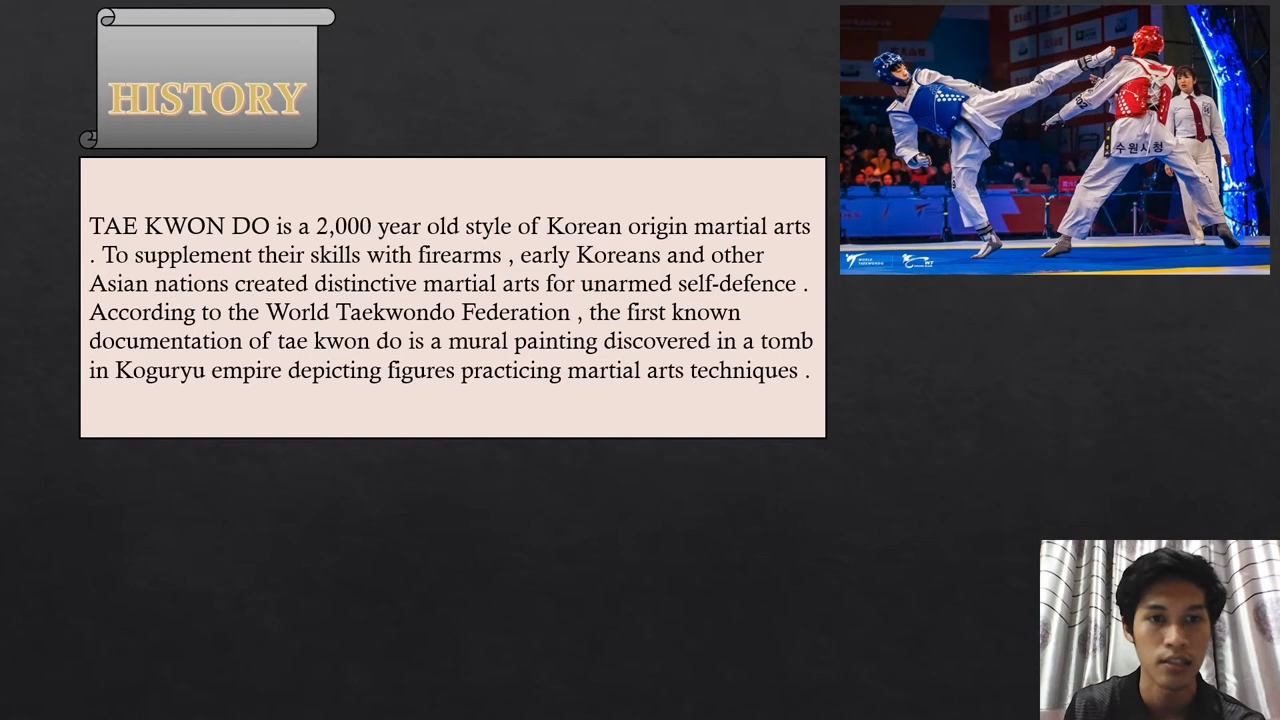 HISTORY
TAE KWON DO is a 2,000 year old style of Korean origin martial arts
. To supplement their skills with firearms , early Koreans and other
Asian nations created distinctive martial arts for unarmed self-defence .
According to the World Taekwondo Federation , the first known
documentation of tae kwon do is a mural painting discovered in a tomb
in Koguryu empire depicting figures practicing martial arts techniques .
수원시청
WORLD
TAEKWONDO
WT